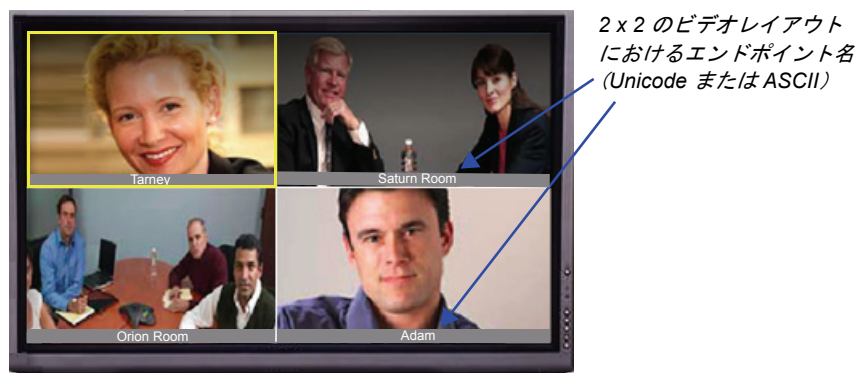 2 x 2 のビデオレイアウト
におけるエンドポイント名
（Unicode または ASCII）
Tarney
Saturn Room
Orion Room
Adam